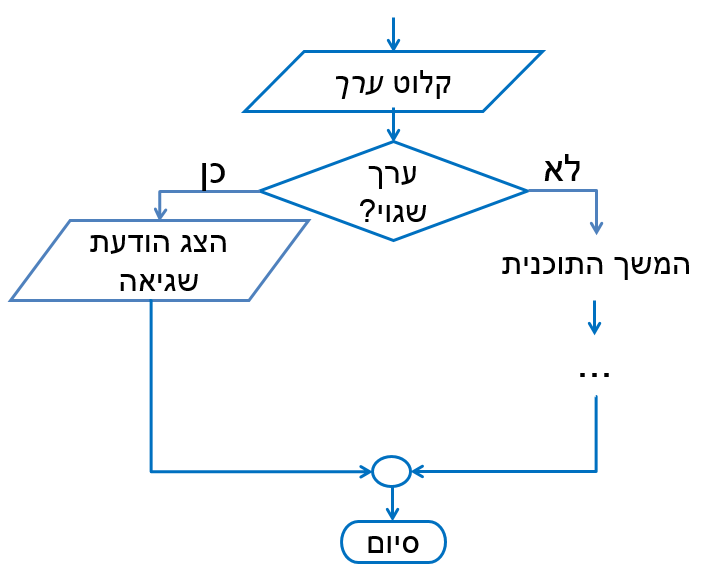 קלוט ערך
ערך
שגוי?
כן
לא
הצג הודעת
שגיאה
המשך התוכנית
...
סיום